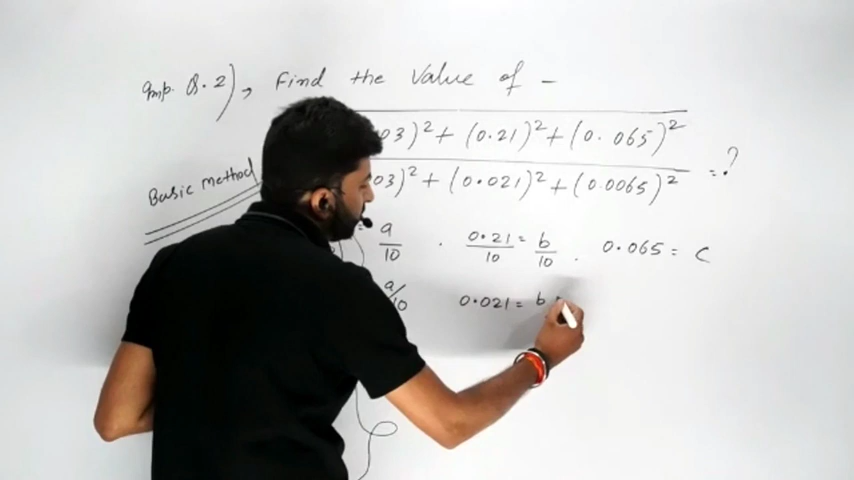 Imp. Q.2) Find the value of -
03)² + (0.21)² + (0.065)²
03)² + (0.021)² + (0.0065)² = ?
Basic method
= a/10 . 0.21/10 = b/10 . 0.065 = c
a/10 0.021 = b